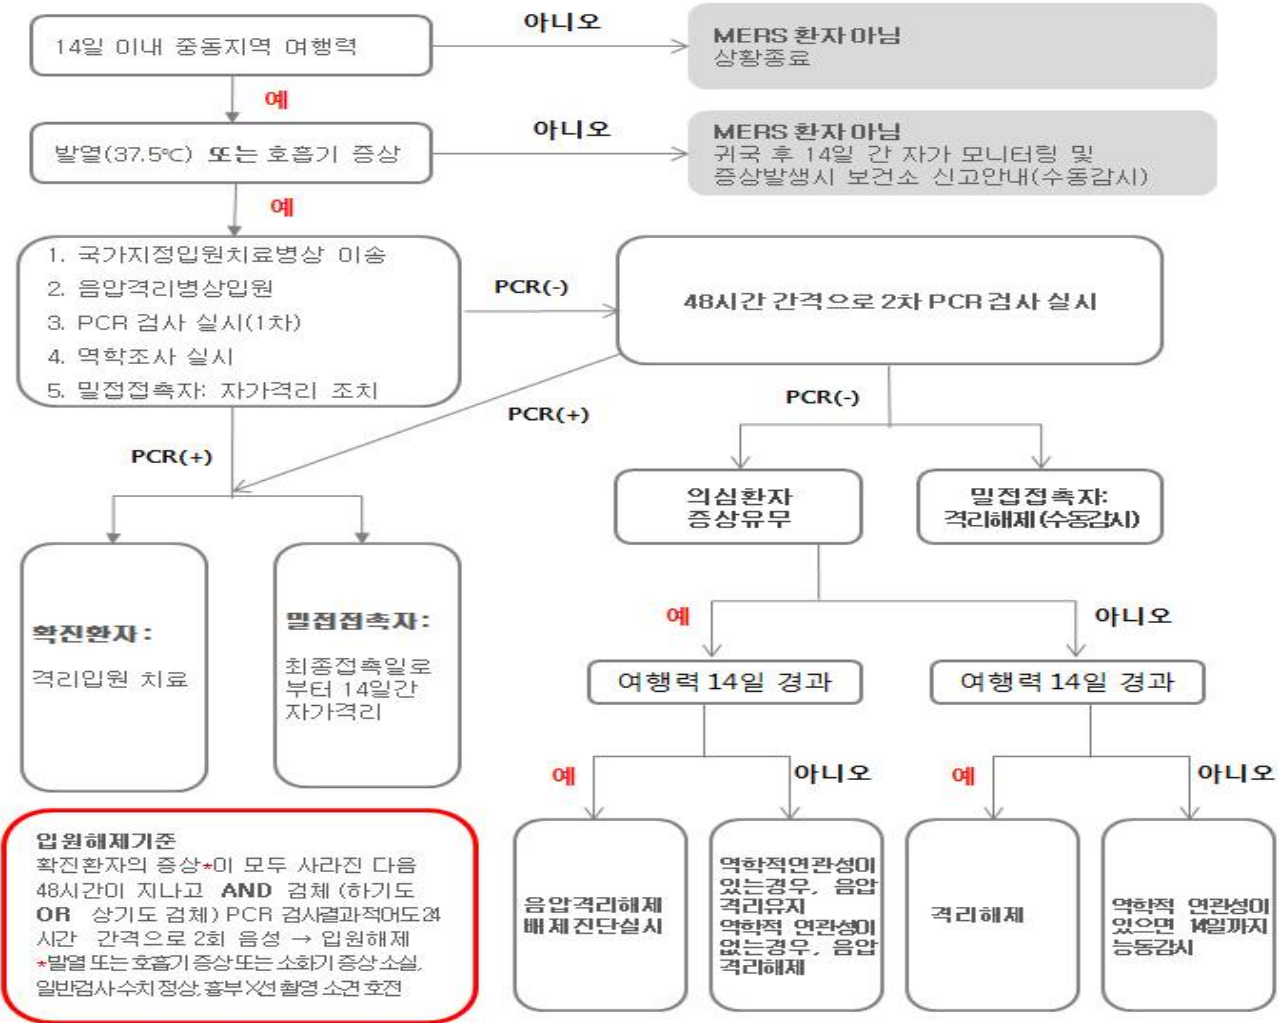 14일 이내 중동지역 여행력
아니오
MERS 환자 아님
상황종료
예
발열(37.5℃) 또는 호흡기 증상
아니오
MERS 환자 아님
귀국 후 14일 간 자가 모니터링 및
증상발생시 보건소 신고안내(수동감시)
예
1. 국가지정입원치료병상 이송
2. 음압격리병상입원
3. PCR 검사 실시(1차)
4. 역학조사 실시
5. 밀접접촉자: 자가격리 조치
PCR(-)
48시간 간격으로 2차 PCR 검사 실시
PCR(+)
PCR(+)
PCR(-)
의심환자
증상유무
밀접접촉자:
격리해제(수동감시)
확진환자:
격리입원 치료
밀접접촉자:
최종접촉일로
부터 14일간
자가격리
예
아니오
여행력 14일 경과
여행력 14일 경과
예
아니오
예
아니오
음압격리해제
배제진단실시
역학적연관성이
있는경우, 음압
격리유지
역학적 연관성이
없는경우, 음압
격리해제
격리해제
역학적 연관성이
있으면 14일까지
능동감시
입원해제기준
확진환자의 증상*이 모두 사라진 다음
48시간이 지나고 AND 검체 (하기도
OR 상기도 검체) PCR 검사결과 적어도 24
시간 간격으로 2회 음성 → 입원해제
*발열 또는 호흡기 증상 또는 소화기 증상 소실,
일반검사 수치 정상, 흉부 X선 촬영 소견 호전